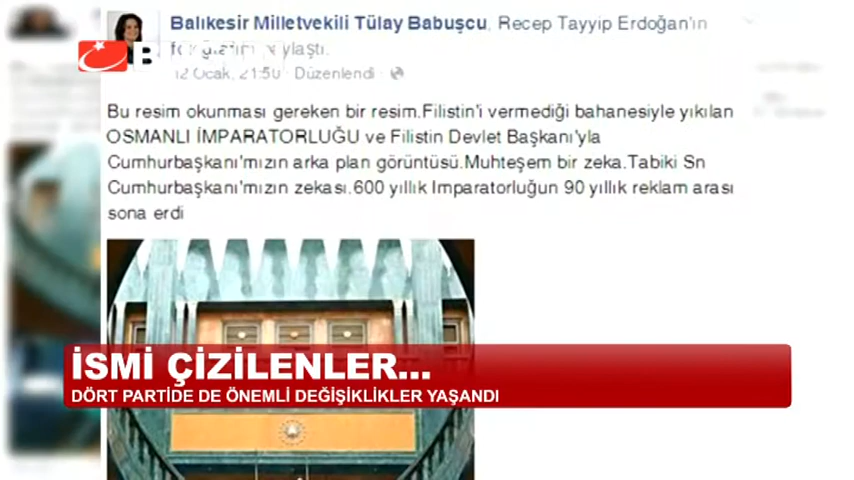 Balıkesir Milletvekili Tülay Babuşcu, Recep Tayyip Erdoğan'ın
fotoğrafını paylaştı.
12 Ocak, 21:50 · Düzenlendi ·
Bu resim okunması gereken bir resim.Filistin'i vermediği bahanesiyle yıkılan
OSMANLI İMPARATORLUĞU ve Filistin Devlet Başkanı'yla
Cumhurbaşkanı'mızın arka plan görüntüsü.Muhteşem bir zeka.Tabiki Sn
Cumhurbaşkanı'mızın zekası.600 yıllık Imparatorluğun 90 yıllık reklam arası
sona erdi
İSMİ ÇİZİLENLER...
DÖRT PARTİDE DE ÖNEMLİ DEĞİŞİKLİKLER YAŞANDI